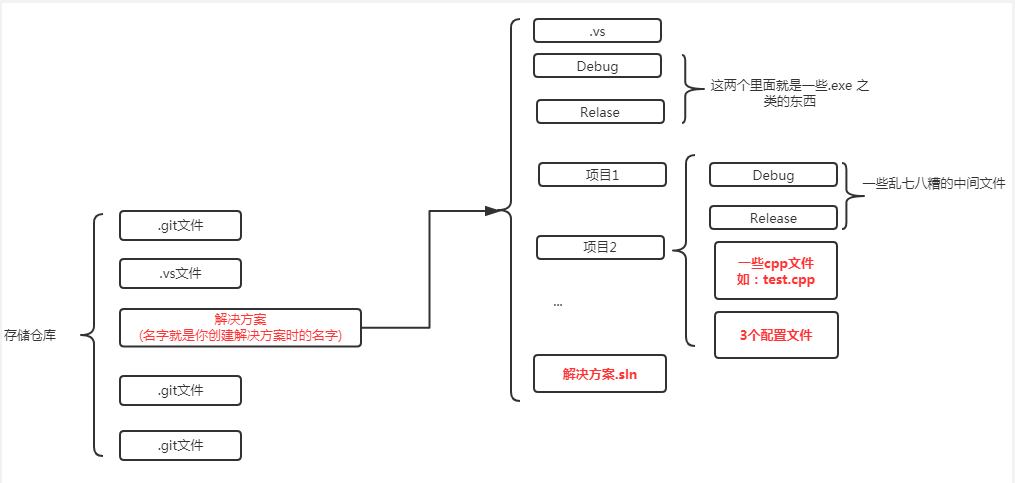 存储仓库
.git文件
.vs文件
解决方案
(名字就是你创建解决方案时的名字)
.git文件
.git文件
.vs
Debug
Relase
这两个里面就是一些.exe 之
类的东西
项目1
项目2
...
解决方案.sln
Debug
Release
一些乱七八糟的中间文件
一些cpp文件
如：test.cpp
3个配置文件